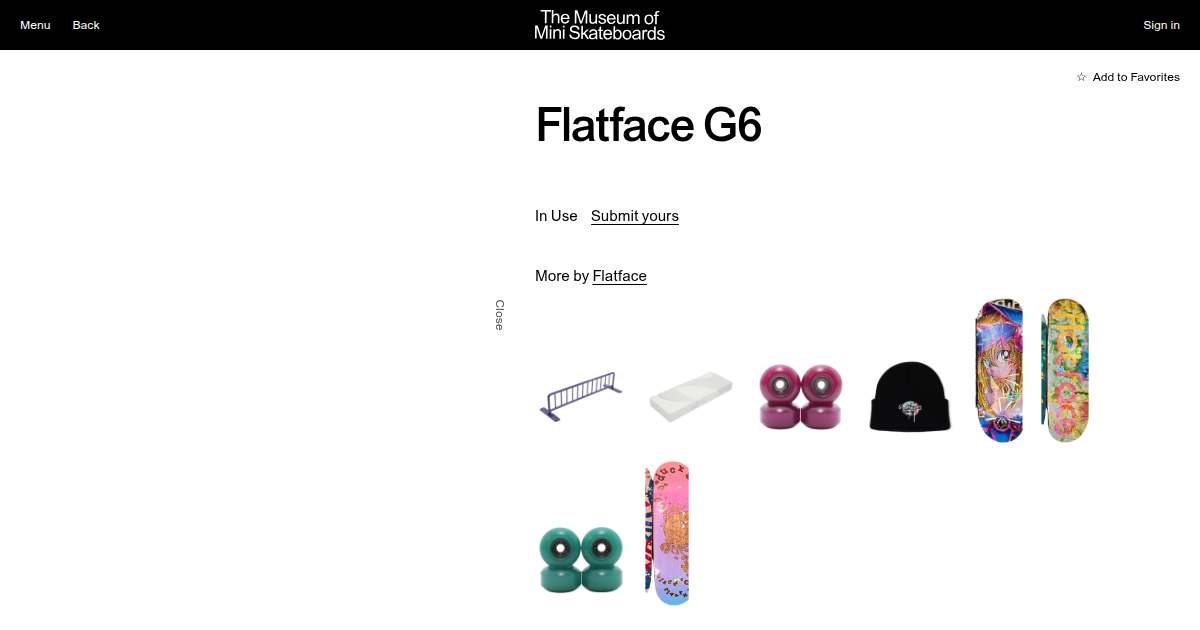 Menu
Back
The Museum of
Mini Skateboards
Sign in
☆ Add to Favorites
Flatface G6
In Use
Submit yours
More by Flatface
Close